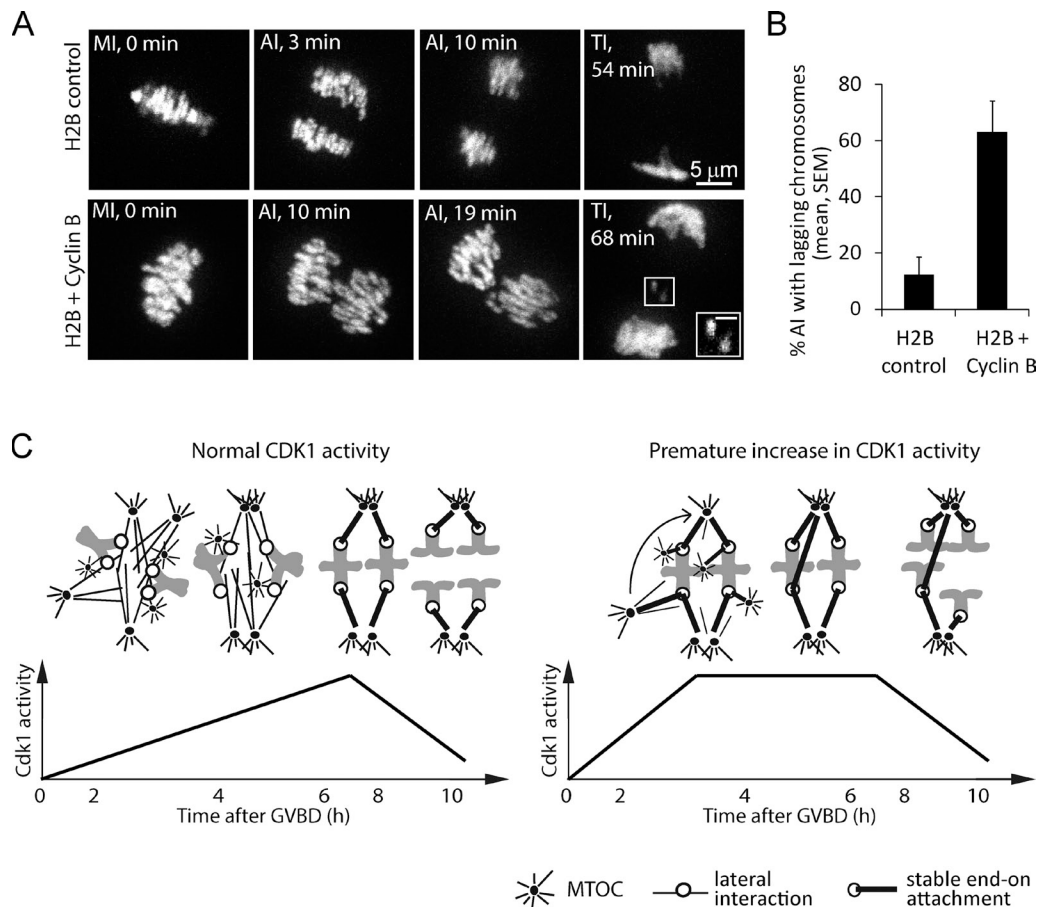 A
H2B control
MI, 0 min
AI, 3 min
AI, 10 min
TI,
54 min
5 μm
H2B + Cyclin B
MI, 0 min
AI, 10 min
AI, 19 min
TI,
68 min
B
% AI with lagging chromosomes
(mean, SEM)
80
60
40
20
0
H2B
control
H2B +
Cyclin B
C
Normal CDK1 activity
Cdk1 activity
0 2 4 6 8 10
Time after GVBD (h)
Premature increase in CDK1 activity
Cdk1 activity
0 2 4 6 8 10
Time after GVBD (h)
MTOC
lateral
interaction
stable end-on
attachment